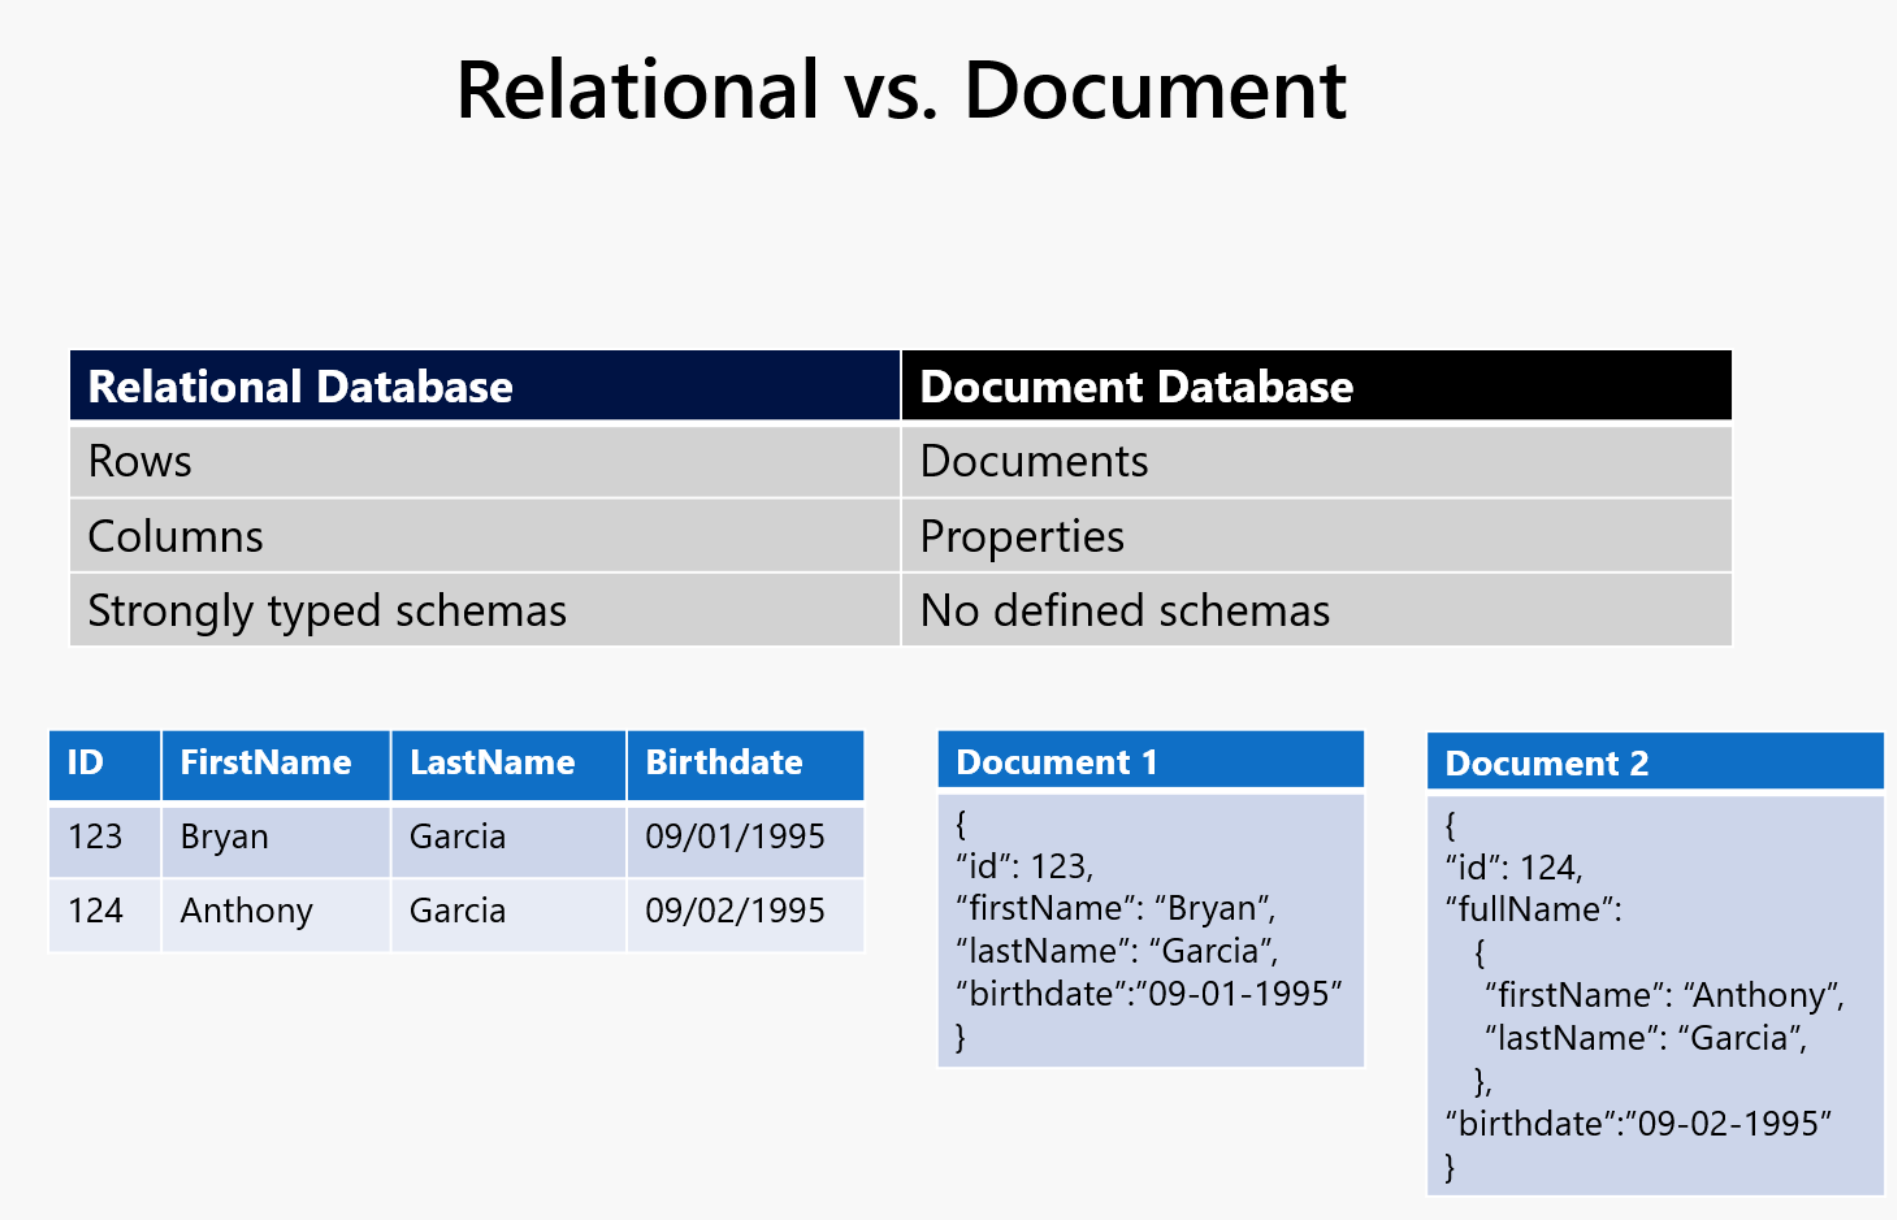 Relational vs. Document
Relational Database Document Database
Rows Documents
Columns Properties
Strongly typed schemas No defined schemas
ID FirstName LastName Birthdate
123 Bryan Garcia 09/01/1995
124 Anthony Garcia 09/02/1995
Document 1
{
“id”: 123,
“firstName”: “Bryan”,
“lastName”: “Garcia”,
“birthdate”:”09-01-1995”
}
Document 2
{
“id”: 124,
“fullName”:
{
“firstName”: “Anthony”,
“lastName”: “Garcia”,
},
“birthdate”:”09-02-1995”
}